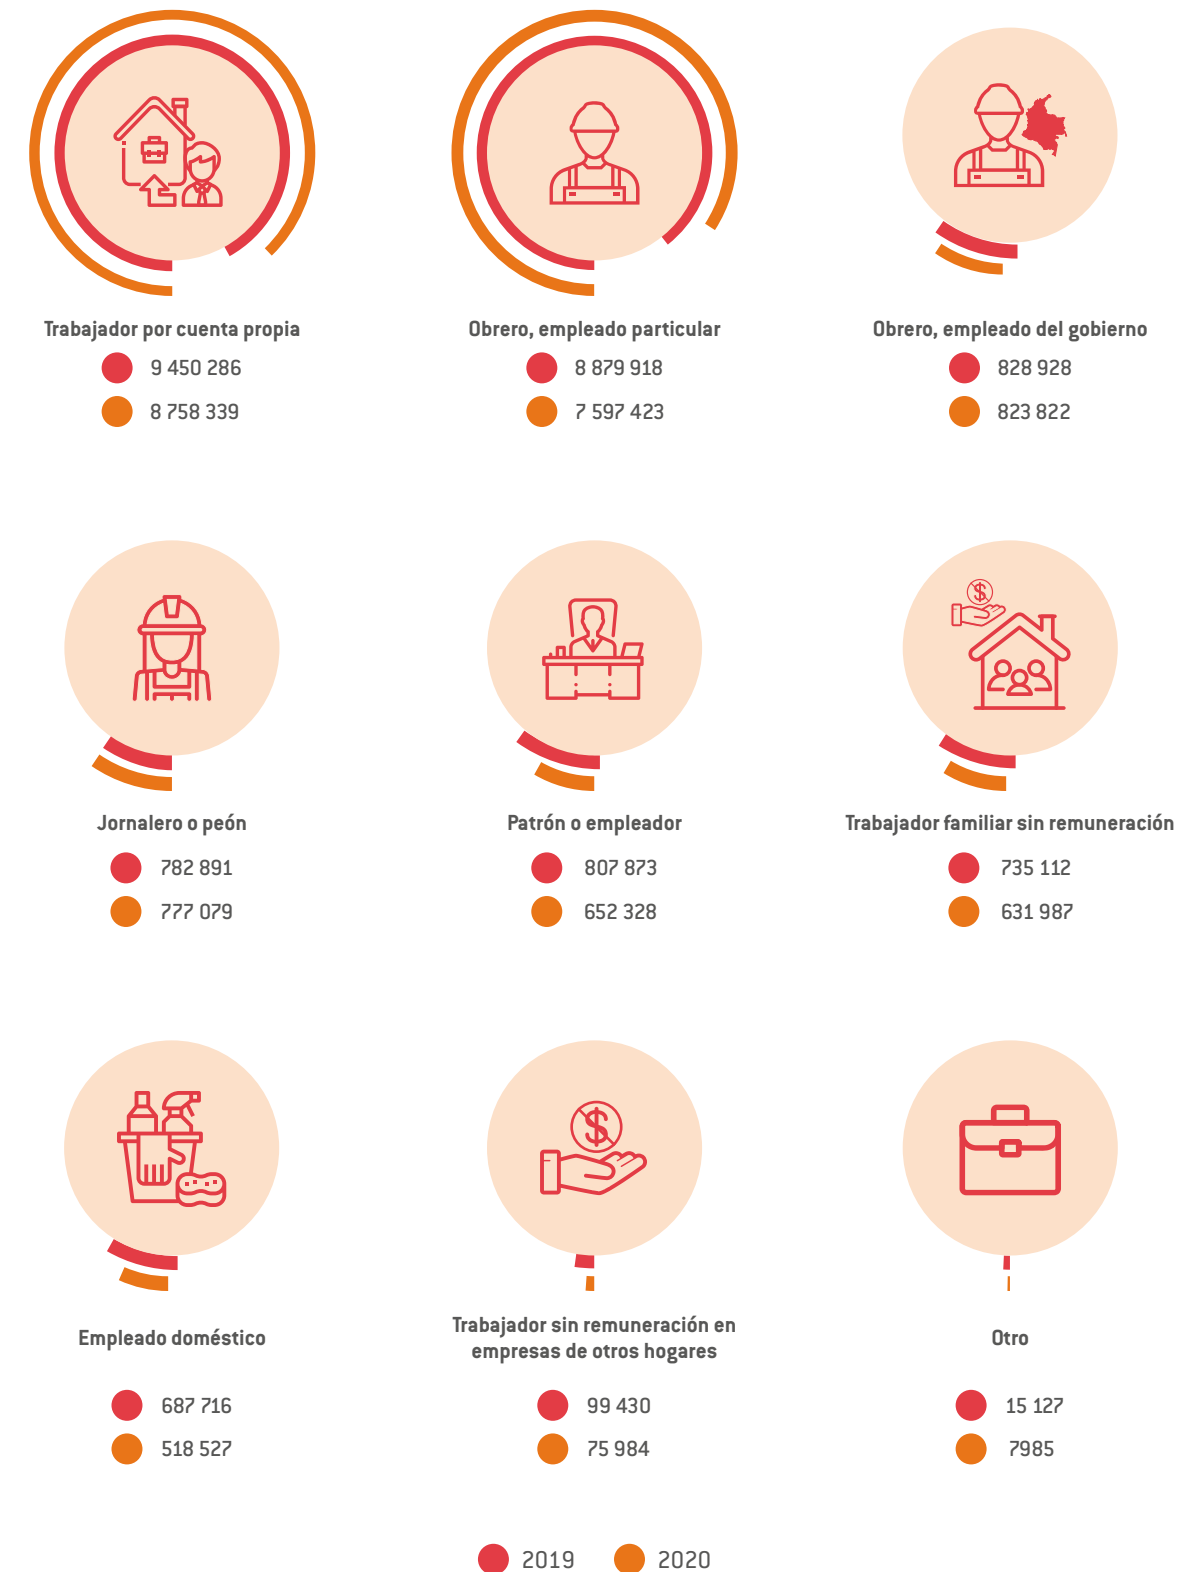 Trabajador por cuenta propia
9 450 286
8 758 339
Obrero, empleado particular
8 879 918
7 597 423
Obrero, empleado del gobierno
828 928
823 822
Jornalero o peón
782 891
777 079
Patrón o empleador
807 873
652 328
$
Trabajador familiar sin remuneración
735 112
631 987
Empleado doméstico
687 716
518 527
$
Trabajador sin remuneración en
empresas de otros hogares
99 430
75 984
Otro
15 127
7985
2019
2020